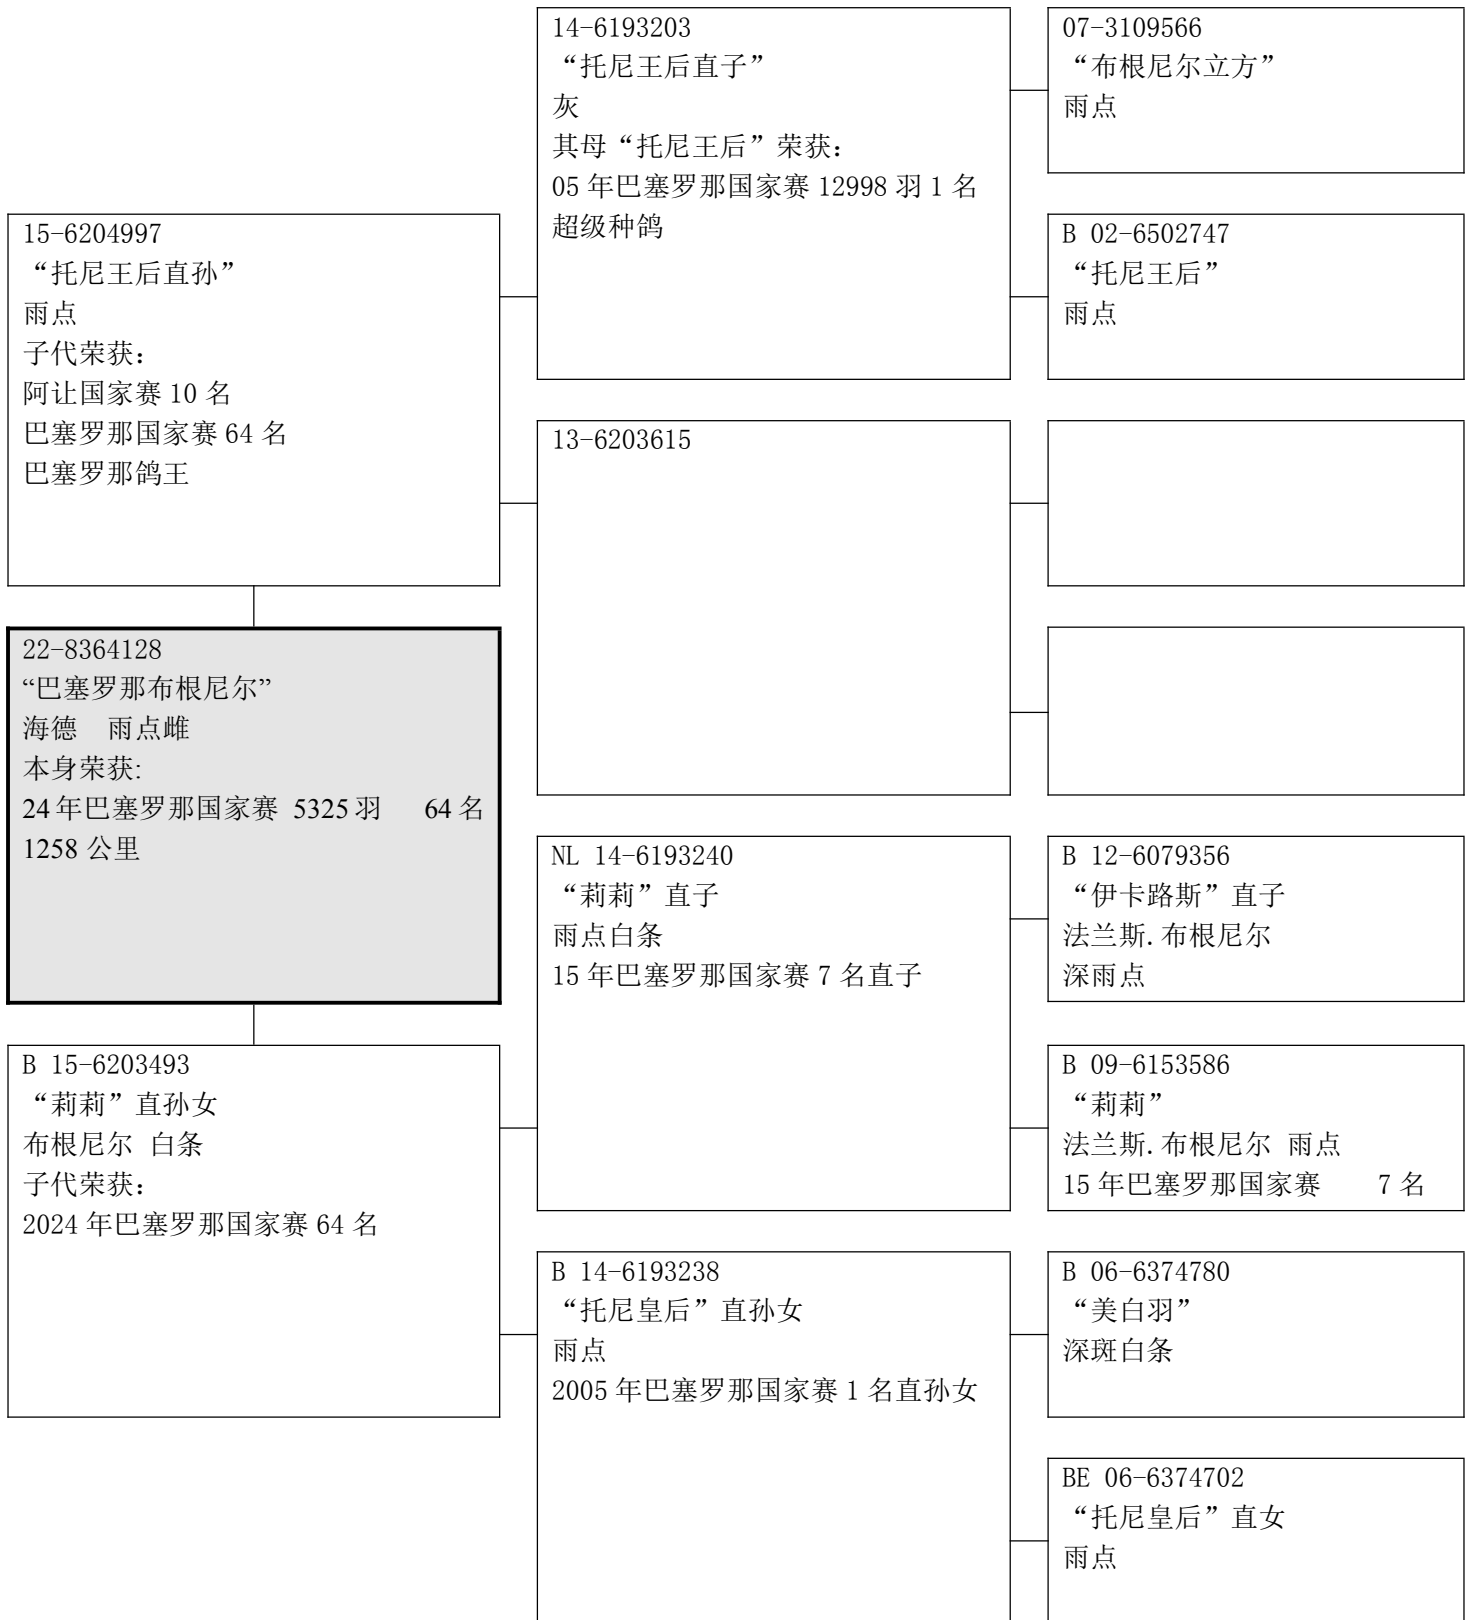 14-6193203
“托尼王后直子”
灰
其母“托尼王后”荣获：
05 年巴塞罗那国家赛 12998 羽 1 名
超级种鸽
07-3109566
“布根尼尔立方”
雨点
B 02-6502747
“托尼王后”
雨点
15-6204997
“托尼王后直孙”
雨点
子代荣获：
阿让国家赛 10 名
巴塞罗那国家赛 64 名
巴塞罗那鸽王
13-6203615
22-8364128
“巴塞罗那布根尼尔”
海德 雨点雌
本身荣获:
24 年巴塞罗那国家赛 5325 羽 64 名
1258 公里
NL 14-6193240
“莉莉”直子
雨点白条
15 年巴塞罗那国家赛 7 名直子
B 12-6079356
“伊卡路斯”直子
法兰斯.布根尼尔
深雨点
B 09-6153586
“莉莉”
法兰斯.布根尼尔 雨点
15 年巴塞罗那国家赛 7 名
B 15-6203493
“莉莉”直孙女
布根尼尔 白条
子代荣获：
2024 年巴塞罗那国家赛 64 名
B 14-6193238
“托尼皇后”直孙女
雨点
2005 年巴塞罗那国家赛 1 名直孙女
B 06-6374780
“美白羽”
深斑白条
BE 06-6374702
“托尼皇后”直女
雨点